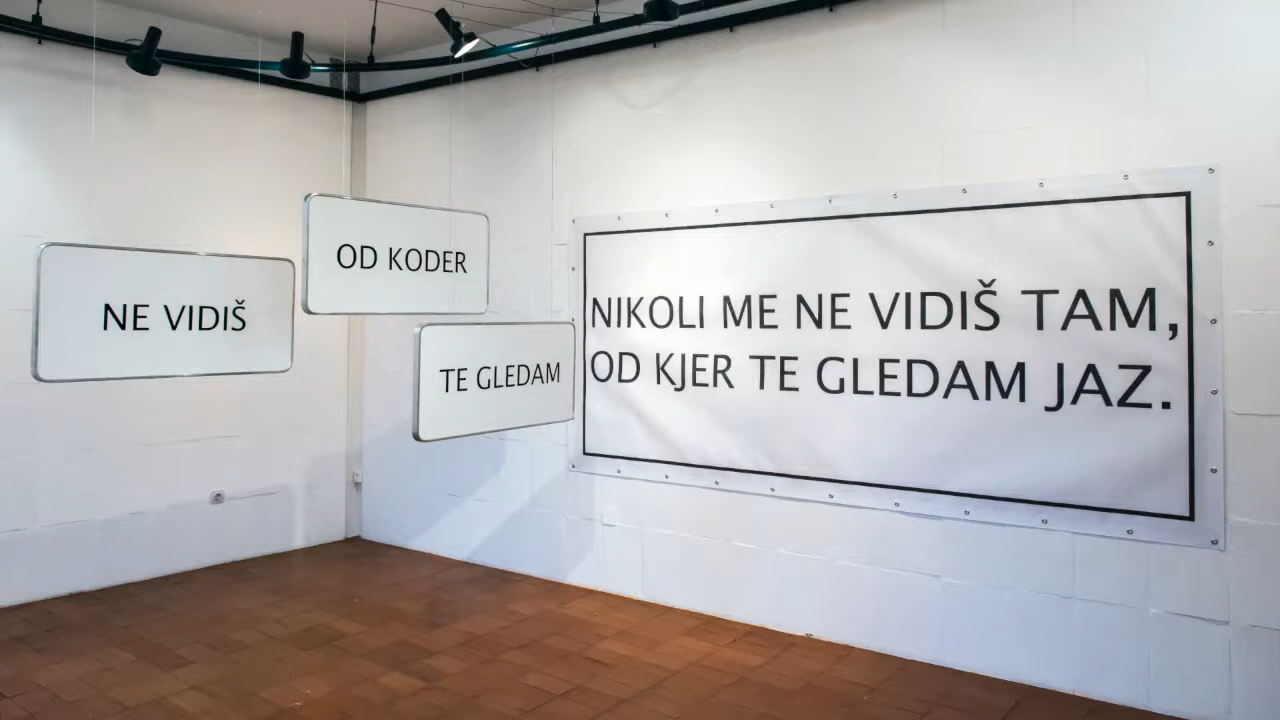 NE VIDIŠ
OD KODER
TE GLEDAM
NIKOLI ME NE VIDIŠ TAM,
OD KJER TE GLEDAM JAZ.